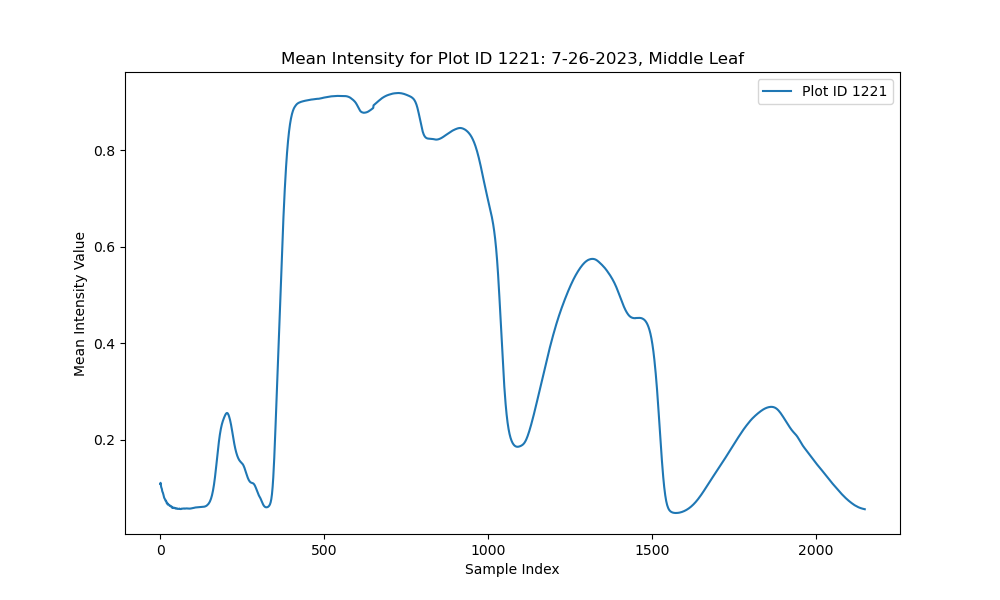 Mean Intensity for Plot ID 1221: 7-26-2023, Middle Leaf
Plot ID 1221
Mean Intensity Value
0.8
0.6
0.4
0.2
0 500 1000 1500 2000
Sample Index